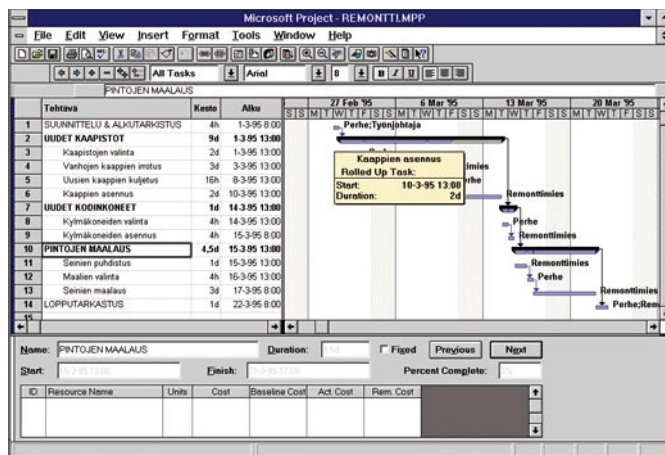 Microsoft Project - REMONTTI.MPP
File Edit View Insert Format Tools Window Help
All Tasks Arial 8 B I U
PINTOJEN MAALAUS
Tehtävä Kesto Alku
27 Feb '95 6 Mar '95 13 Mar '95 20 Mar '95
S S M T W T F S S M T W T F S S M T W T F S S M T W T F S
1 SUUNNITTELU & ALKUTARKISTUS 4h 1-3-95 8:00 Perhe;Työnjohtaja
2 UUDET KAAPISTOT 9d 1-3-95 13:00
3 Kaapistojen valinta 2d 1-3-95 13:00
4 Vanhojen kaappien irrotus 3d 3-3-95 13:00
5 Uusien kaappien kuljetus 16h 8-3-95 13:00
6 Kaappien asennus 2d 10-3-95 13:00 Remonttimies
7 UUDET KODINKONEET 1d 14-3-95 13:00
8 Kylmäkoneiden valinta 4h 14-3-95 13:00 Perhe
9 Kylmäkoneiden asennus 4h 15-3-95 8:00 Remonttimies
10 PINTOJEN MAALAUS 4,5d 15-3-95 13:00
11 Seinien puhdistus 1d 15-3-95 13:00 Remonttimies
12 Maalien valinta 4h 16-3-95 13:00 Perhe
13 Seinien maalaus 3d 17-3-95 8:00 Remonttimies
14 LOPPUTARKASTUS 1d 22-3-95 8:00 Perhe;Rem
15
Kaappien asennus
Rolled Up Task:
Start: 10-3-95 13:00
Duration: 2d
Name: PINTOJEN MAALAUS Duration: Fixed Previous Next
Start: Finish: Percent Complete:
ID Resource Name Units Cost Baseline Cost Act. Cost Rem. Cost